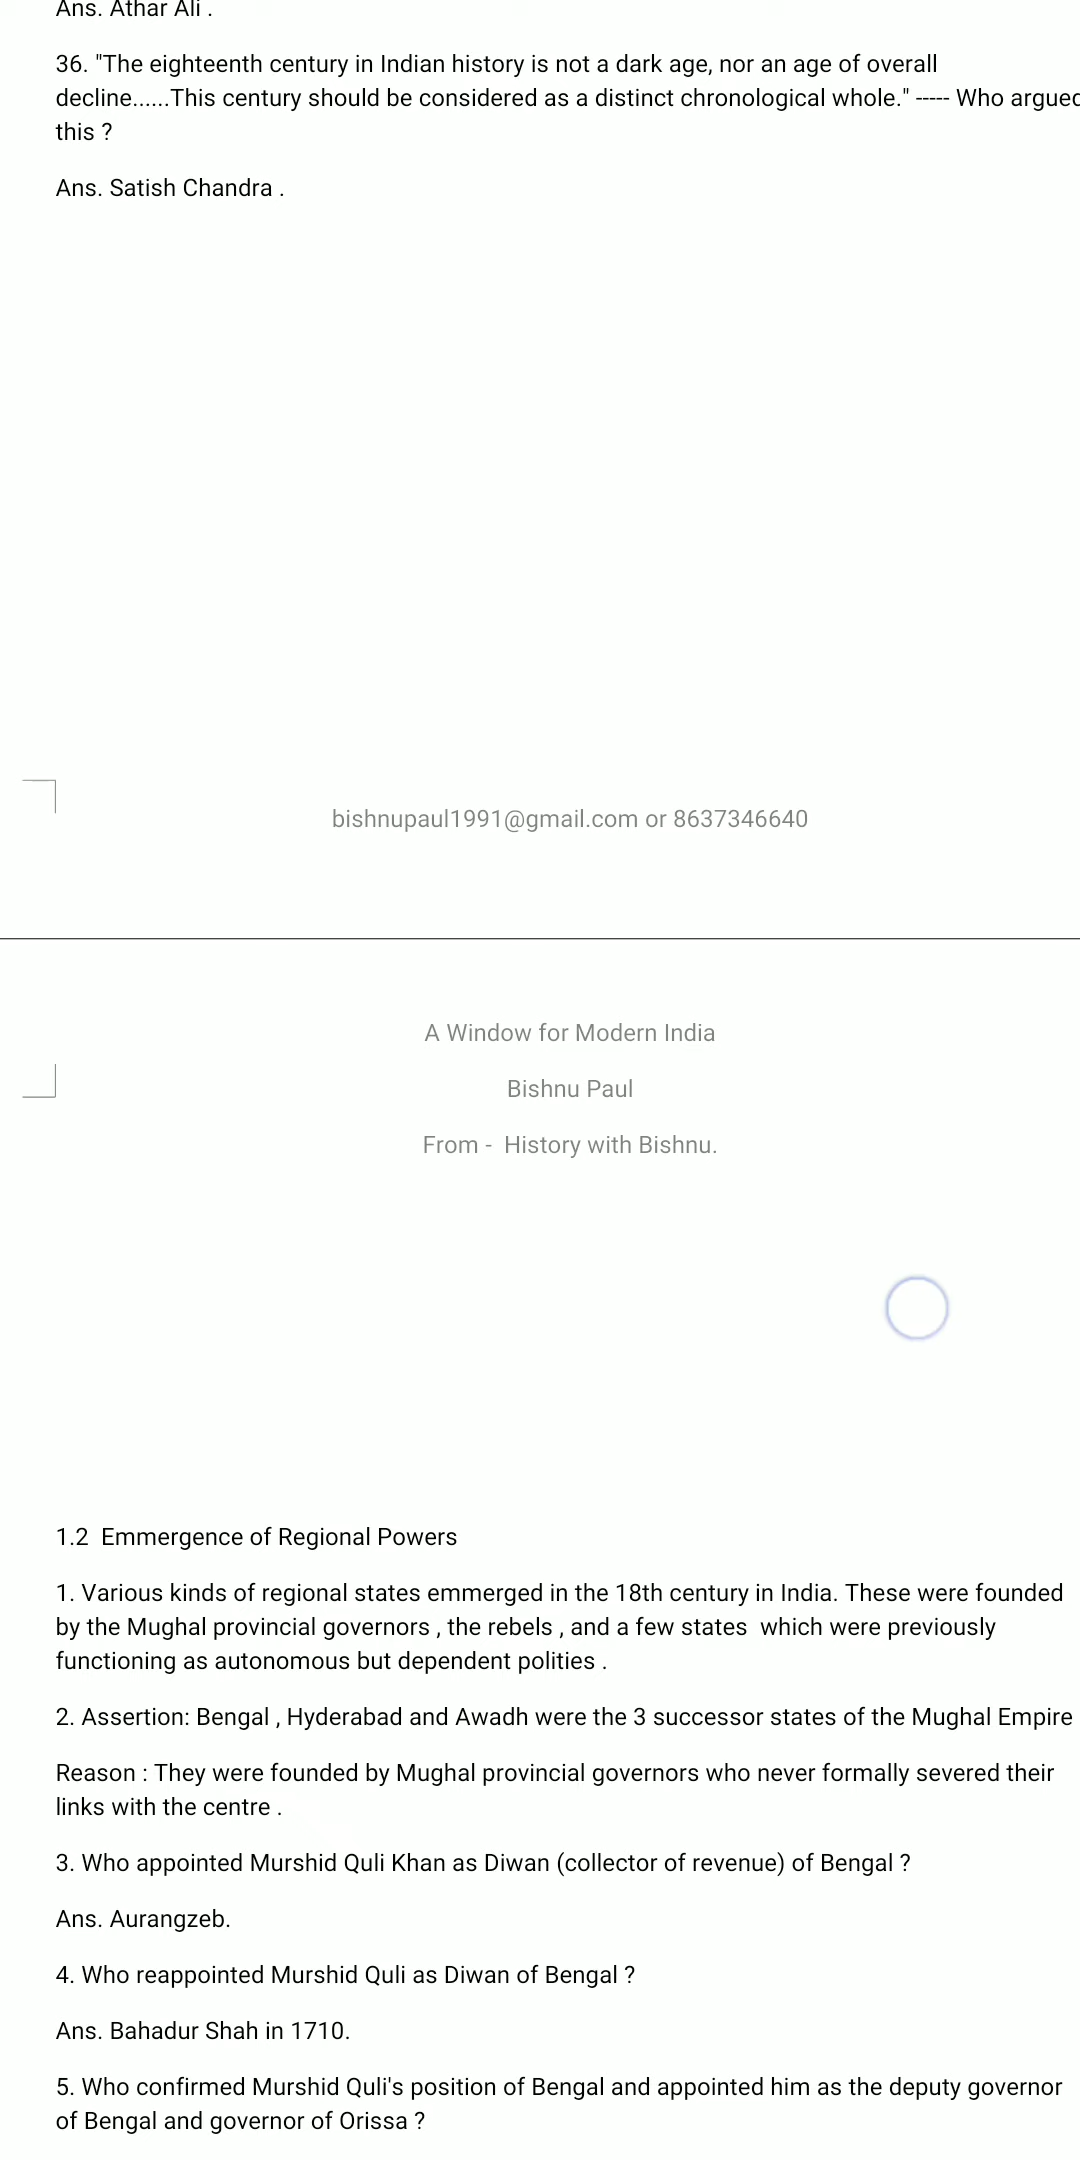 Ans. Athar Ali .
36. "The eighteenth century in Indian history is not a dark age, nor an age of overall
decline......This century should be considered as a distinct chronological whole." ----- Who argued
this ?
Ans. Satish Chandra .
bishnupaul1991@gmail.com or 8637346640
A Window for Modern India
Bishnu Paul
From -  History with Bishnu.
1.2  Emmergence of Regional Powers
1. Various kinds of regional states emmerged in the 18th century in India. These were founded
by the Mughal provincial governors , the rebels , and a few states  which were previously
functioning as autonomous but dependent polities .
2. Assertion: Bengal , Hyderabad and Awadh were the 3 successor states of the Mughal Empire
Reason : They were founded by Mughal provincial governors who never formally severed their
links with the centre .
3. Who appointed Murshid Quli Khan as Diwan (collector of revenue) of Bengal ?
Ans. Aurangzeb.
4. Who reappointed Murshid Quli as Diwan of Bengal ?
Ans. Bahadur Shah in 1710.
5. Who confirmed Murshid Quli's position of Bengal and appointed him as the deputy governor
of Bengal and governor of Orissa ?